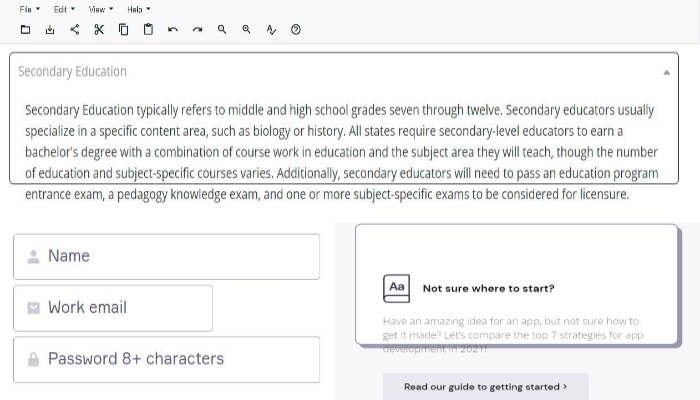 File Edit View Help
Secondary Education
Secondary Education typically refers to middle and high school grades seven through twelve. Secondary educators usually
specialize in a specific content area, such as biology or history. All states require secondary-level educators to earn a
bachelor's degree with a combination of course work in education and the subject area they will teach, though the number
of education and subject-specific courses varies. Additionally, secondary educators will need to pass an education program
entrance exam, a pedagogy knowledge exam, and one or more subject-specific exams to be considered for licensure.
Name
Work email
Password 8+ characters
Aa
Not sure where to start?
Have an amazing idea for an app, but not sure how to
get it made? Let's compare the top 7 strategies for app
development in 2021!
Read our guide to getting started >